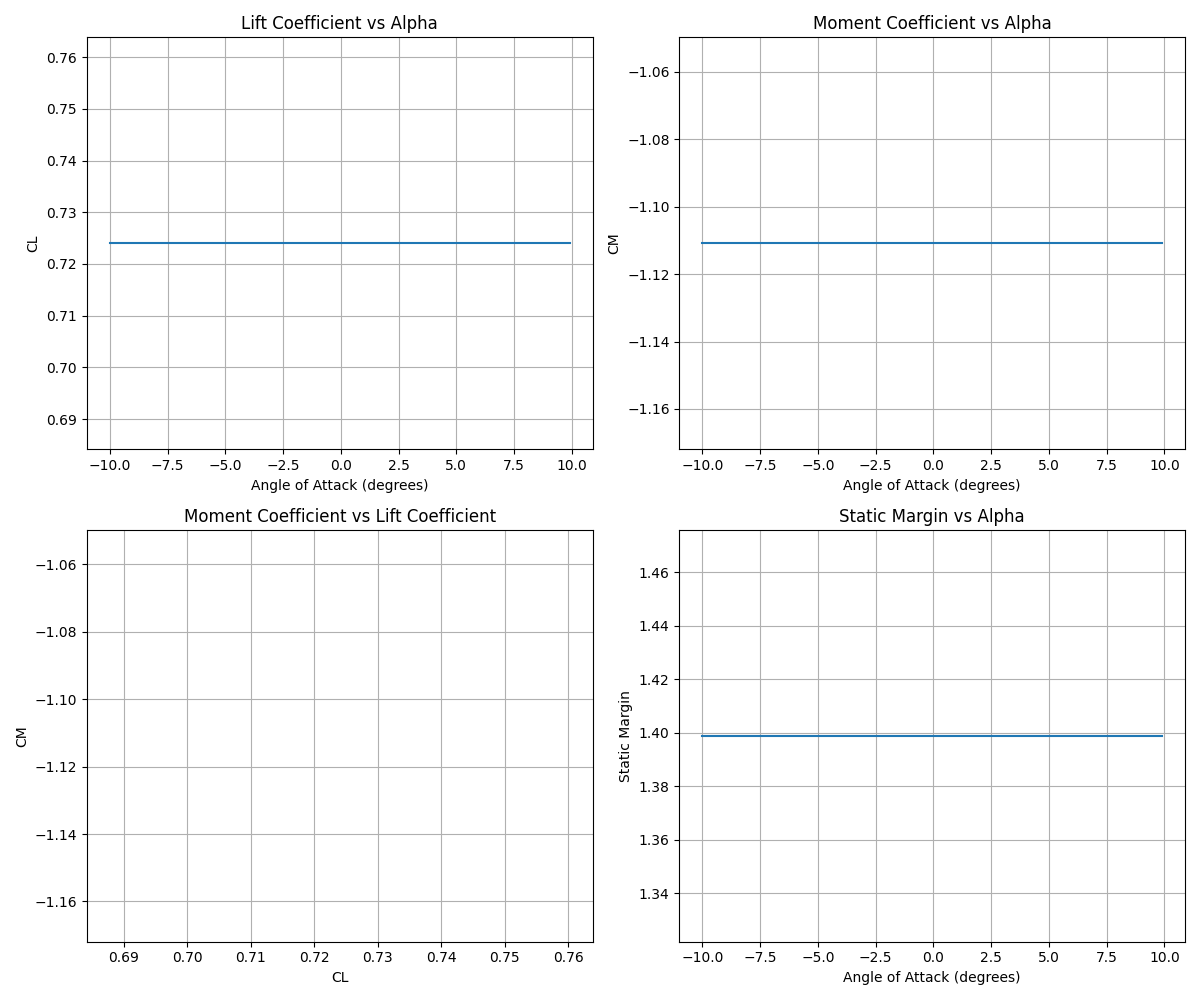 Lift Coefficient vs Alpha
0.76
0.75
0.74
0.73
0.72
0.71
0.70
0.69
CL
−10.0 −7.5 −5.0 −2.5 0.0 2.5 5.0 7.5 10.0
Angle of Attack (degrees)
Moment Coefficient vs Alpha
−1.06
−1.08
−1.10
−1.12
−1.14
−1.16
CM
−10.0 −7.5 −5.0 −2.5 0.0 2.5 5.0 7.5 10.0
Angle of Attack (degrees)
Moment Coefficient vs Lift Coefficient
−1.06
−1.08
−1.10
−1.12
−1.14
−1.16
CM
0.69 0.70 0.71 0.72 0.73 0.74 0.75 0.76
CL
Static Margin vs Alpha
1.46
1.44
1.42
1.40
1.38
1.36
1.34
Static Margin
−10.0 −7.5 −5.0 −2.5 0.0 2.5 5.0 7.5 10.0
Angle of Attack (degrees)